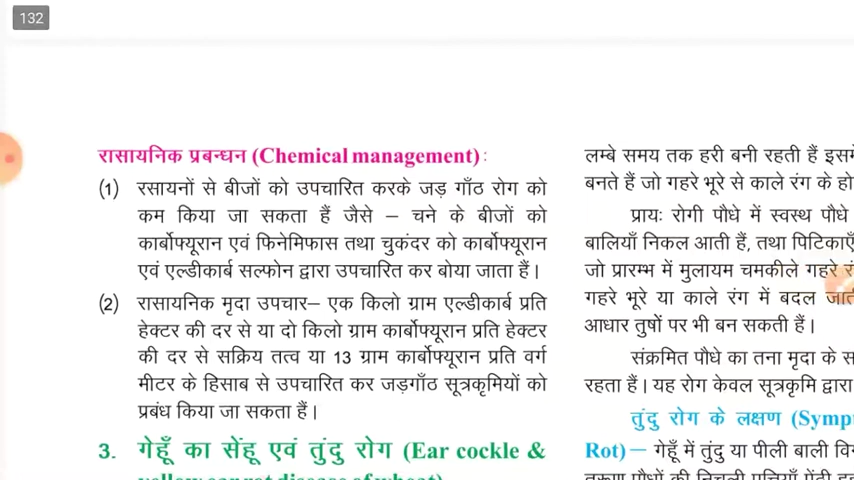 132
रासायनिक प्रबन्धन (Chemical management) :
(1) रसायनों से बीजों को उपचारित करके जड़ गाँठ रोग को
कम किया जा सकता हैं जैसे – चने के बीजों को
कार्बोफ्यूरान एवं फिनेमिफास तथा चुकंदर को कार्बोफ्यूरान
एवं एल्डीकार्ब सल्फोन द्वारा उपचारित कर बोया जाता हैं।
(2) रासायनिक मृदा उपचार– एक किलो ग्राम एल्डीकार्ब प्रति
हेक्टर की दर से या दो किलो ग्राम कार्बोफ्यूरान प्रति हेक्टर
की दर से सक्रिय तत्व या 13 ग्राम कार्बोफ्यूरान प्रति वर्ग
मीटर के हिसाब से उपचारित कर जड़गाँठ सूत्रकृमियों को
प्रबंध किया जा सकता हैं।
3. गेहूँ का सेंहू एवं तुंदु रोग (Ear cockle &
लम्बे समय तक हरी बनी रहती हैं
बनते हैं जो गहरे भूरे से काले रंग के हो
प्रायः रोगी पौधे में स्वस्थ पौधे
बालियाँ निकल आती हैं, तथा
जो प्रारम्भ में मुलायम चमकीले गहरे
गहरे भूरे या काले रंग में बदल
आधार तुषों पर भी बन सकती हैं।
संक्रमित पौधे का तना मृदा के
रहता हैं। यह रोग केवल सूत्रकृमि द्वारा
तुंदु रोग के लक्षण
Rot) – गेहूँ में तुंदु या पीली बाली